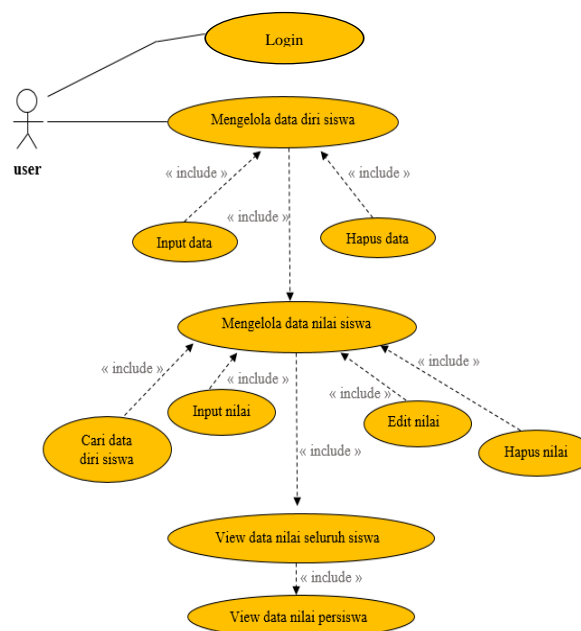 Login
Mengelola data diri siswa
user
« include »
« include »
« include »
Input data
Hapus data
Mengelola data nilai siswa
« include »
« include »
« include »
« include »
Input nilai
Edit nilai
Cari data
diri siswa
Hapus nilai
« include »
View data nilai seluruh siswa
« include »
View data nilai persiswa